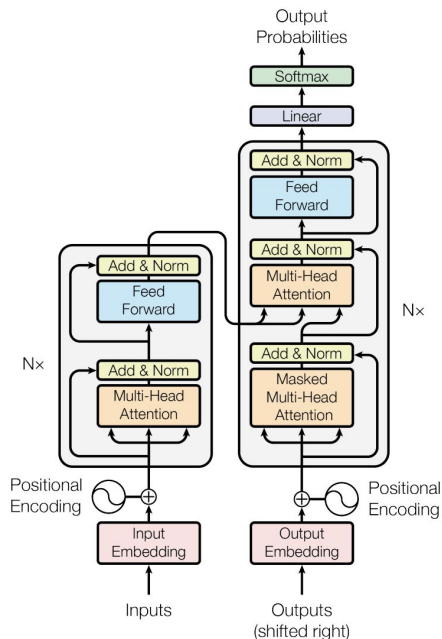 Output
Probabilities
Softmax
Linear
Add & Norm
Feed
Forward
Add & Norm
Multi-Head
Attention
Add & Norm
Masked
Multi-Head
Attention
N×
Add & Norm
Feed
Forward
N×
Add & Norm
Multi-Head
Attention
Positional
Encoding
Positional
Encoding
Input
Embedding
Output
Embedding
Inputs
Outputs
(shifted right)